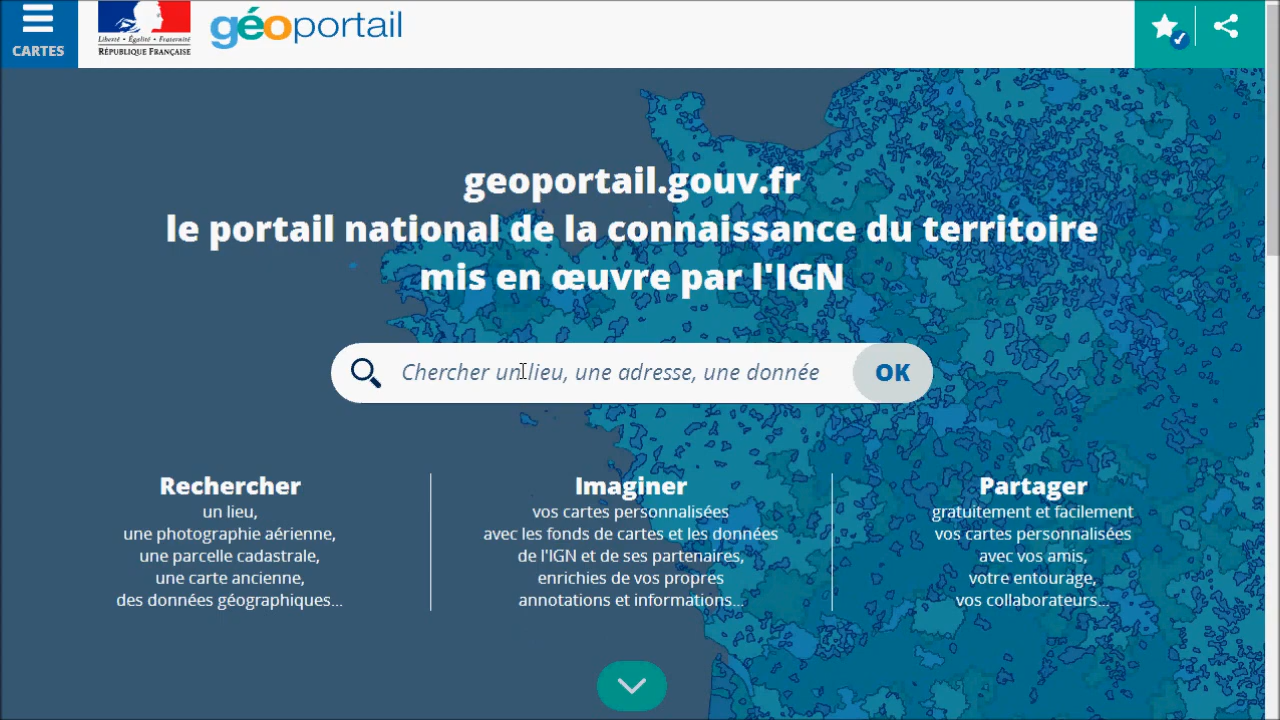 CARTES
Liberté • Égalité • Fraternité
RÉPUBLIQUE FRANÇAISE
géoportail
geoportail.gouv.fr
le portail national de la connaissance du territoire
mis en œuvre par l'IGN
Chercher un lieu, une adresse, une donnée
OK
Rechercher
un lieu,
une photographie aérienne,
une parcelle cadastrale,
une carte ancienne,
des données géographiques...
Imaginer
vos cartes personnalisées
avec les fonds de cartes et les données
de l'IGN et de ses partenaires,
enrichies de vos propres
annotations et informations...
Partager
gratuitement et facilement
vos cartes personnalisées
avec vos amis,
votre entourage,
vos collaborateurs...